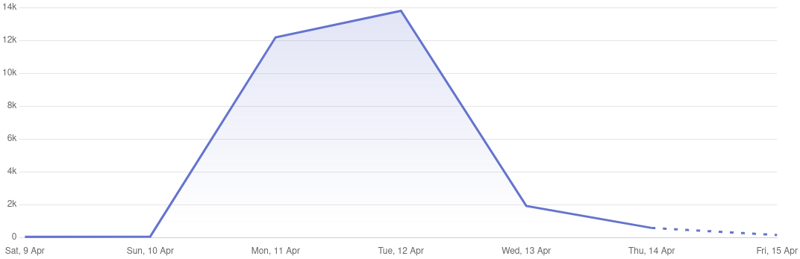 14k
12k
10k
8k
6k
4k
2k
0
Sat, 9 Apr Sun, 10 Apr Mon, 11 Apr Tue, 12 Apr Wed, 13 Apr Thu, 14 Apr Fri, 15 Apr